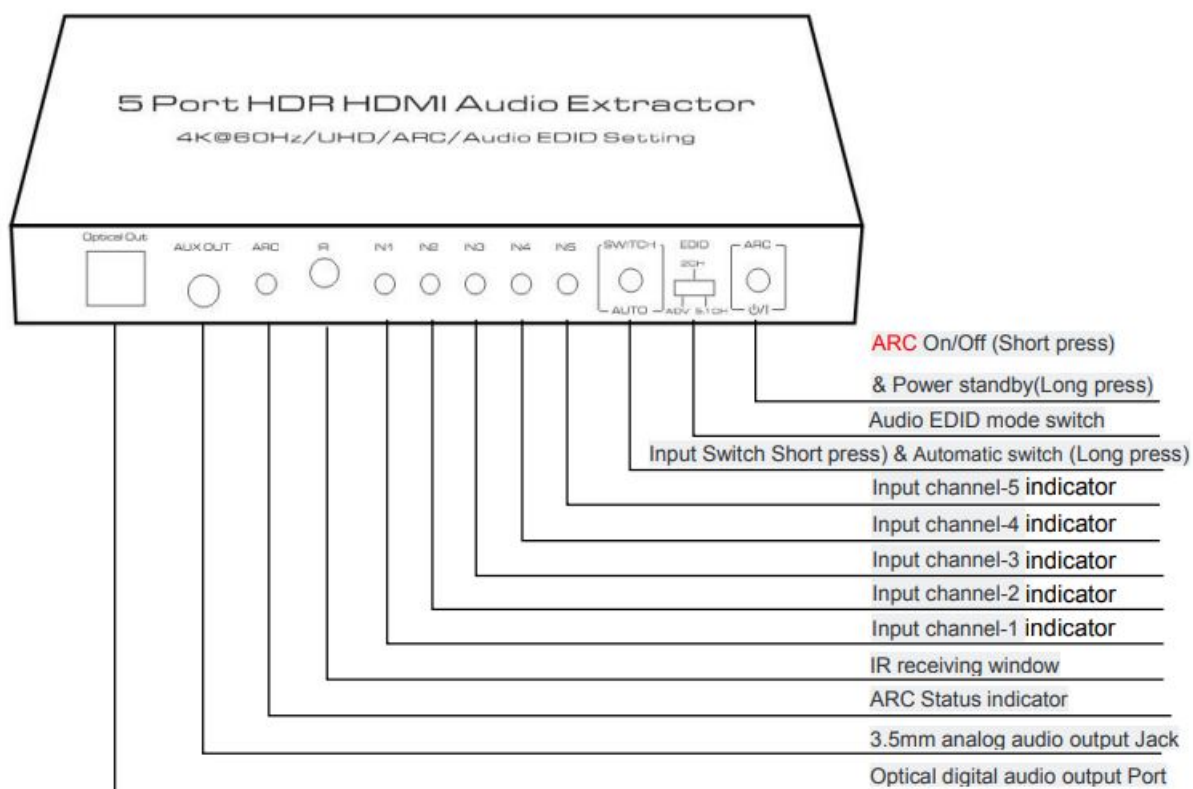 5 Port HDR HDMI Audio Extractor
4K@60Hz/UHD/ARC/Audio EDID Setting
Optical Out AUX OUT ARC IR IN1 IN2 IN3 IN4 IN5 SWITCH EDID ARC
2CH
AUTO ADV 5.1CH ⏻/I
ARC On/Off (Short press)
& Power standby(Long press)
Audio EDID mode switch
Input Switch Short press) & Automatic switch (Long press)
Input channel-5 indicator
Input channel-4 indicator
Input channel-3 indicator
Input channel-2 indicator
Input channel-1 indicator
IR receiving window
ARC Status indicator
3.5mm analog audio output Jack
Optical digital audio output Port